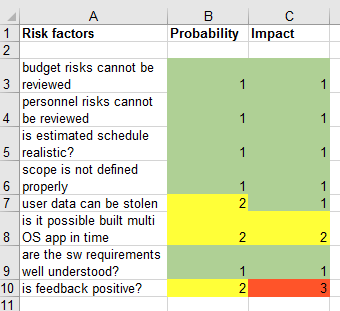 A B C
1 Risk factors Probability Impact
2
budget risks cannot be
3 reviewed 1 1
personnel risks cannot
4 be reviewed 1 1
is estimated schedule
5 realistic? 1 1
scope is not defined
6 properly 1 1
7 user data can be stolen 2 1
is it possible built multi
8 OS app in time 2 2
are the sw requirements
9 well understood? 1 1
10 is feedback positive? 2 3
11